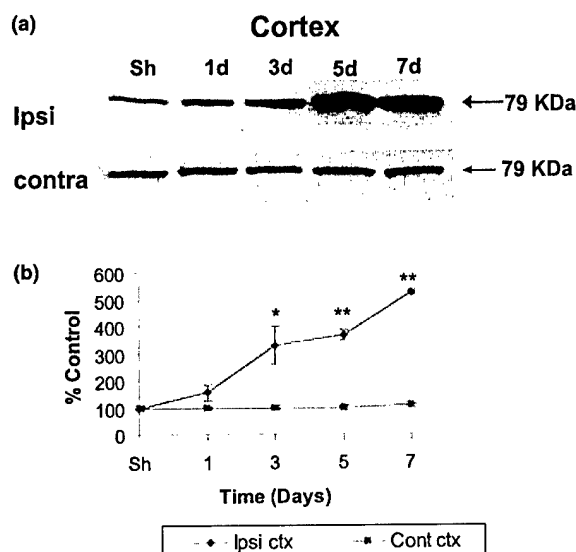 (a)
Cortex
Sh 1d 3d 5d 7d
Ipsi 79 KDa
contra 79 KDa
(b)
600
500
400
300
200
100
0
% Control
* ** **
Sh 1 3 5 7
Time (Days)
Ipsi ctx Cont ctx